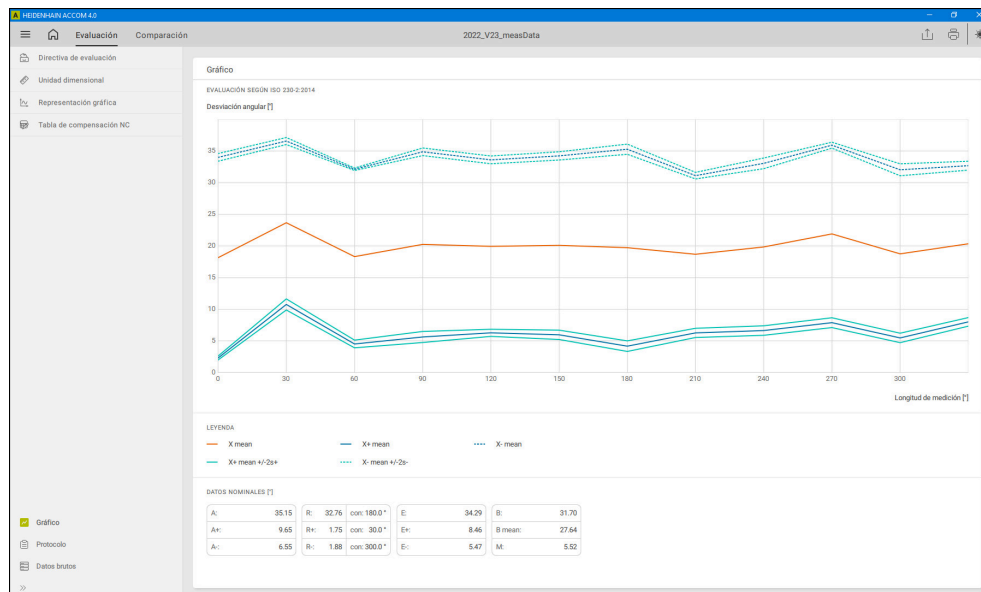 HEIDENHAIN ACCOM 4.0
Evaluación Comparación 2022_V23_measData
Directiva de evaluación
Unidad dimensional
Representación gráfica
Tabla de compensación NC
Gráfico
EVALUACIÓN SEGÚN ISO 230-2:2014
Desviación angular ["]
35
30
25
20
15
10
5
0
0 30 60 90 120 150 180 210 240 270 300
Longitud de medición [°]
LEYENDA
X mean X+ mean X- mean
X+ mean +/-2s+ X- mean +/-2s-
DATOS NOMINALES ["]
A: 35.15 R: 32.76 con: 180.0 ° E: 34.29 B: 31.70
A+: 9.65 R+: 1.75 con: 30.0 ° E+: 8.46 B mean: 27.64
A-: 6.55 R-: 1.88 con: 300.0 ° E-: 5.47 M: 5.52
Gráfico
Protocolo
Datos brutos